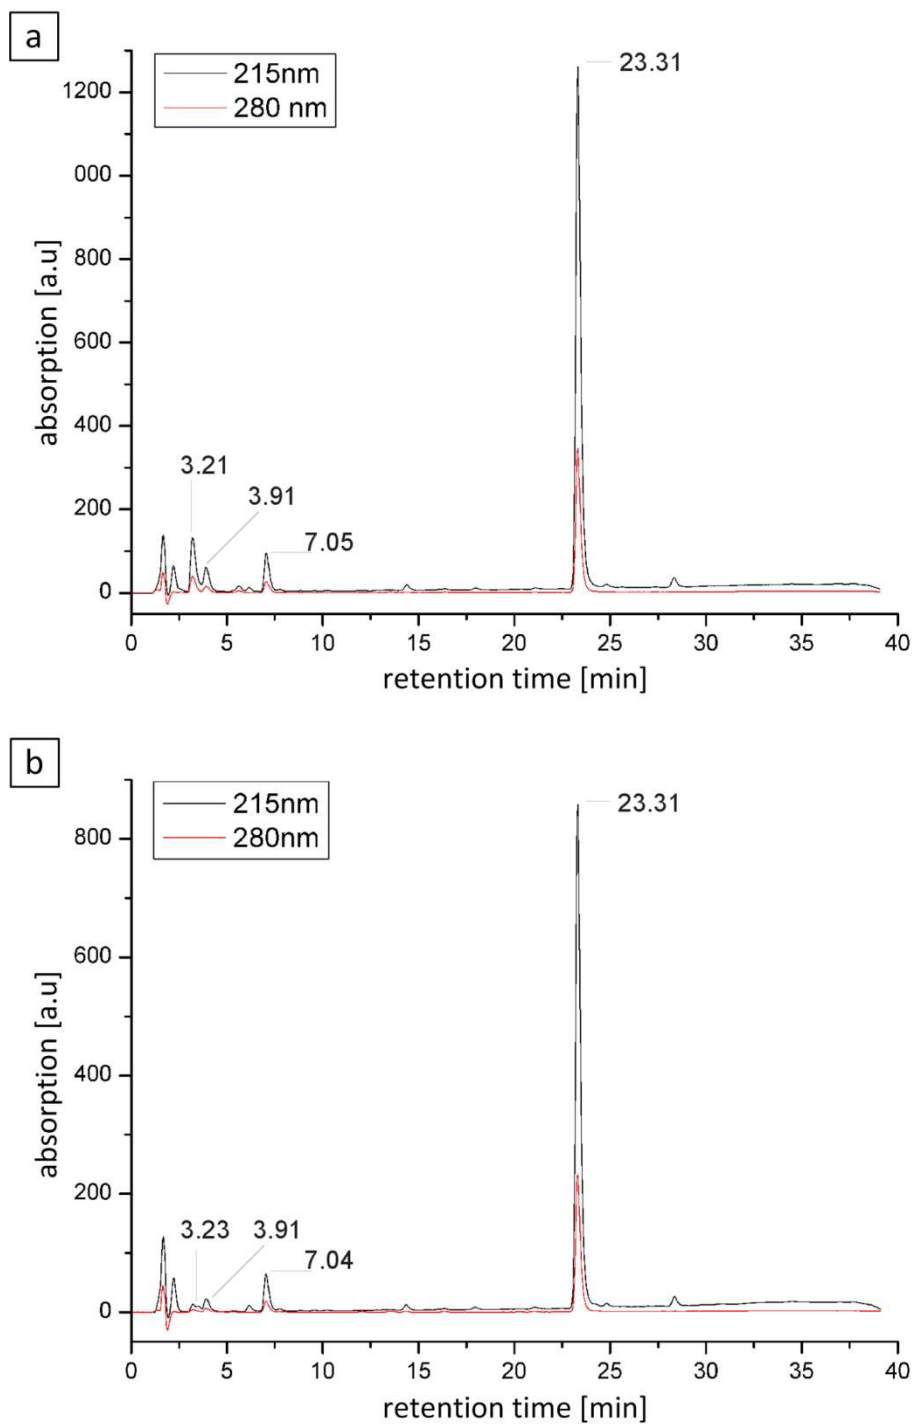 a
215nm
280 nm
23.31
1200
000
800
600
400
200
0
absorption [a.u]
3.21
3.91
7.05
0 5 10 15 20 25 30 35 40
retention time [min]
b
215nm
280nm
23.31
800
600
400
200
0
absorption [a.u]
3.23
3.91
7.04
0 5 10 15 20 25 30 35 40
retention time [min]